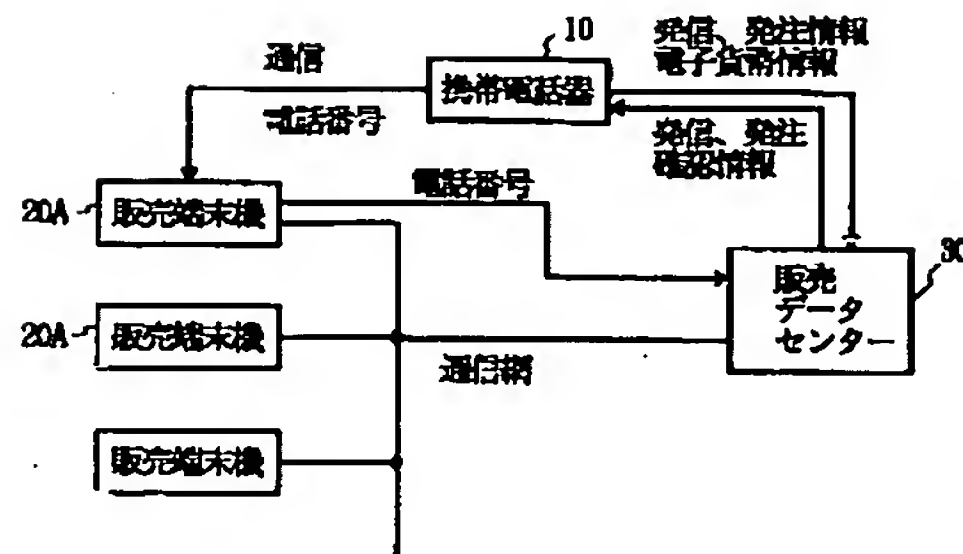 10
発信、発注情報
電子貨幣情報
通信
携帯電話器
電話番号
発信、発注
確認情報
電話番号
20A
販売端末機
30
販売
データ
センター
20A
販売端末機
通信網
販売端末機